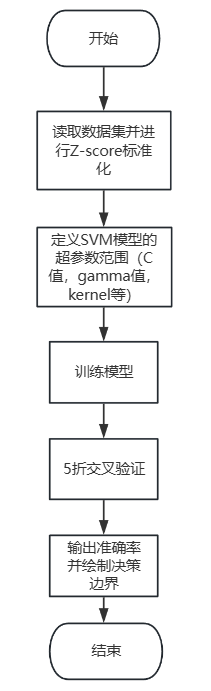 开始
读取数据集并进
行Z-score标准
化
定义SVM模型的
超参数范围（C
值，gamma值，
kernel等）
训练模型
5折交叉验证
输出准确率
并绘制决策
边界
结束